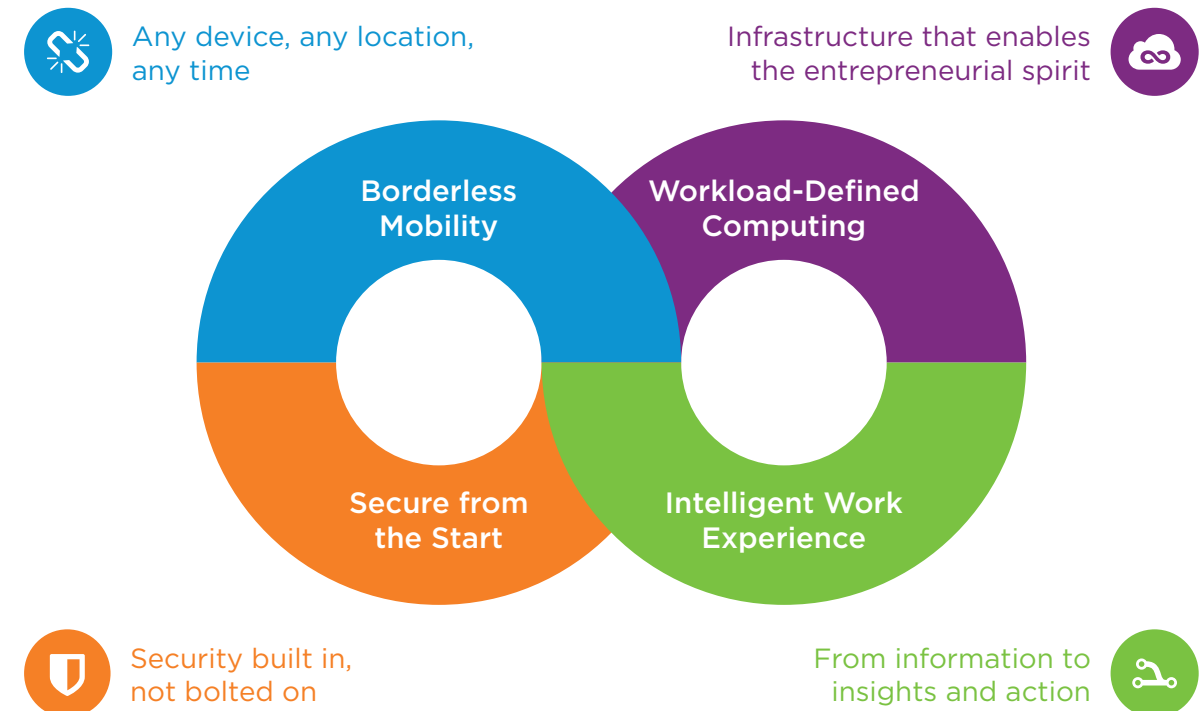 Any device, any location,
any time
Infrastructure that enables
the entrepreneurial spirit
Borderless
Mobility
Workload-Defined
Computing
Secure from
the Start
Intelligent Work
Experience
Security built in,
not bolted on
From information to
insights and action